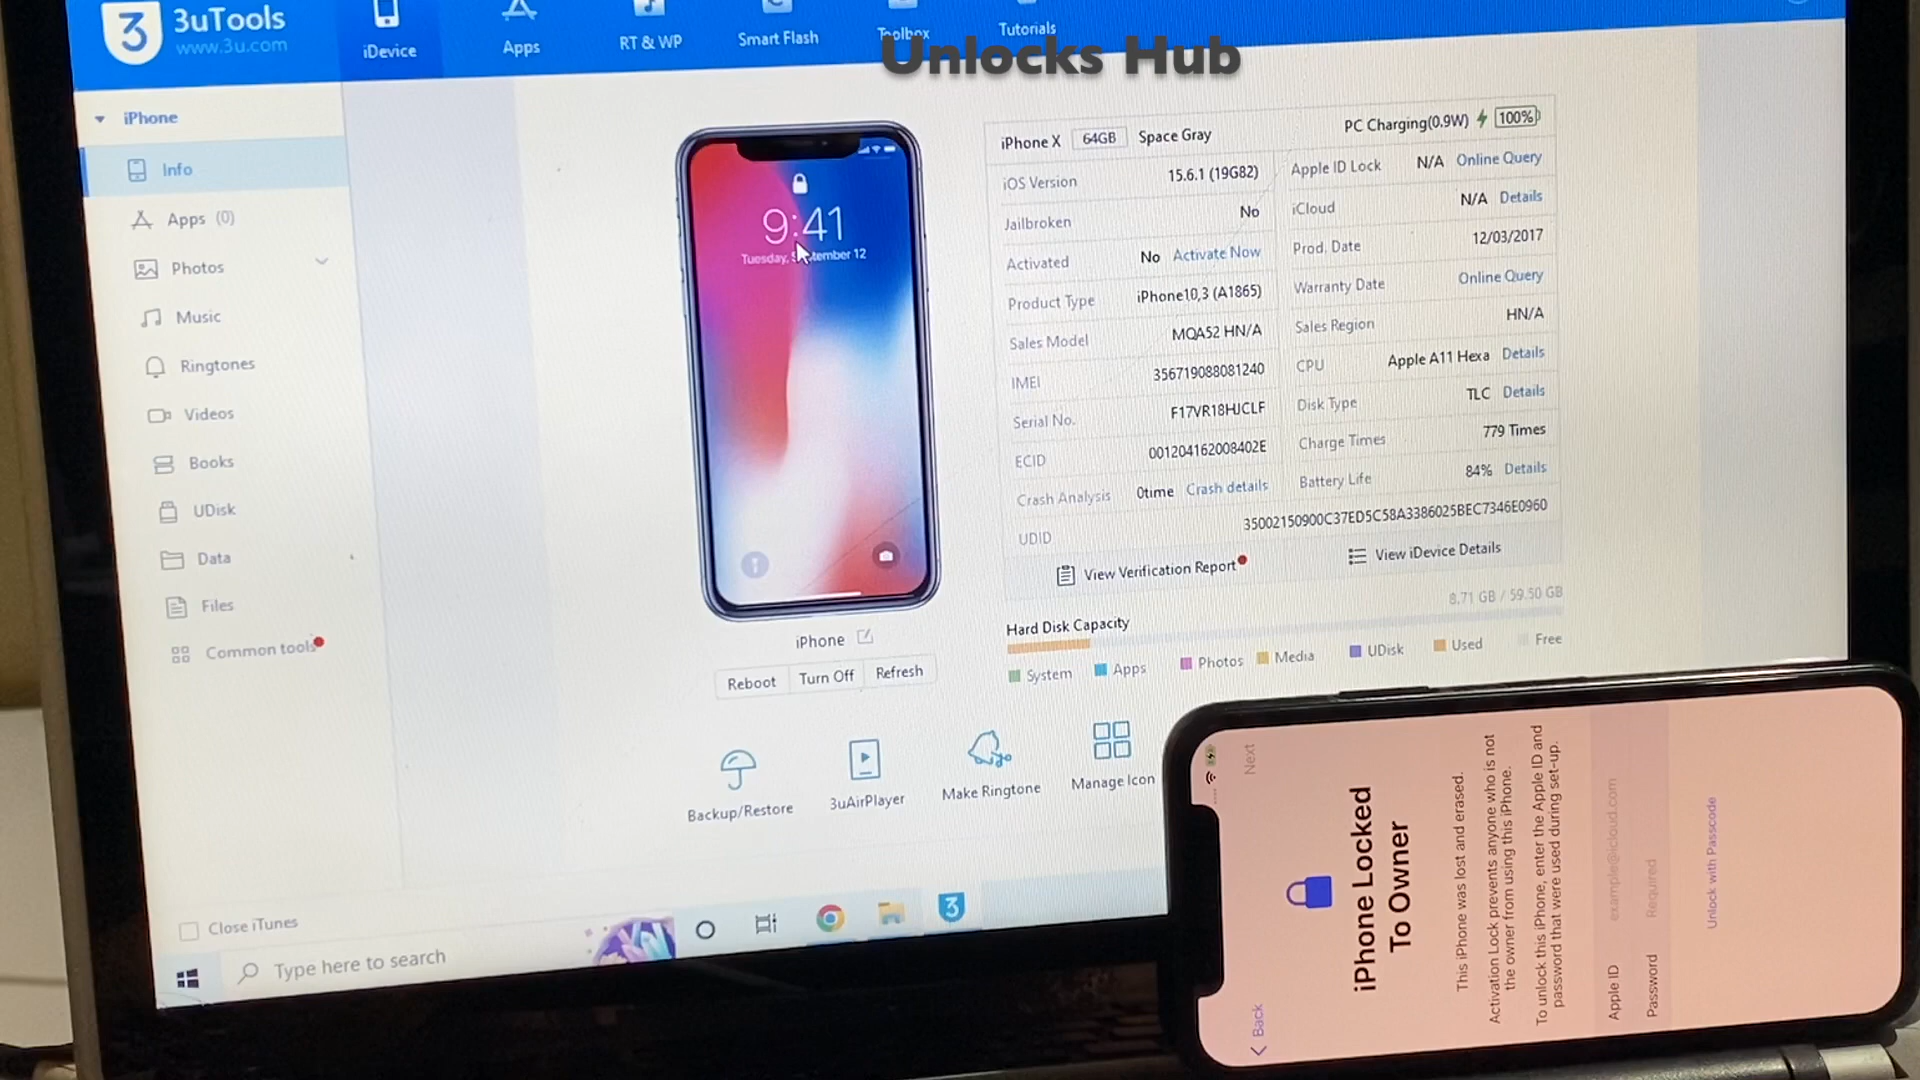 3uTools
www.3u.com
iDevice
Apps
RT & WP
Smart Flash
Toolbox
Tutorials
Unlocks Hub
iPhone
Info
Apps (0)
Photos
Music
Ringtones
Videos
Books
UDisk
Data
Files
Common tools
Close iTunes
Type here to search
9:41
iPhone
Reboot
Turn Off
Refresh
Backup/Restore
3uAirPlayer
Make Ringtone
Manage Icon
iPhone X 64GB Space Gray PC Charging(0.9W) 100%
iOS Version 15.6.1 (19G82)
Jailbroken No
Activated No Activate Now
Product Type iPhone10,3 (A1865)
Sales Model MQA52 HN/A
IMEI 356719088081240
Serial No. F17VR18HJCLF
ECID 001204162008402E
Crash Analysis 0time Crash details
Apple ID Lock N/A Online Query
iCloud N/A Details
Prod. Date 12/03/2017
Warranty Date Online Query
Sales Region HN/A
CPU Apple A11 Hexa Details
Disk Type TLC Details
Charge Times 779 Times
Battery Life 84% Details
UDID 35002150900C37ED5C58A3386025BEC7346E0960
View Verification Report
View iDevice Details
Hard Disk Capacity 8.71 GB / 59.50 GB
System Apps Photos Media UDisk Used Free
Back
Next
iPhone Locked
To Owner
This iPhone was lost and erased.
Activation Lock prevents anyone who is not
the owner from using this iPhone.
To unlock this iPhone, enter the Apple ID and
password that were used during set-up.
Apple ID example@icloud.com
Password Required
Unlock with Passcode